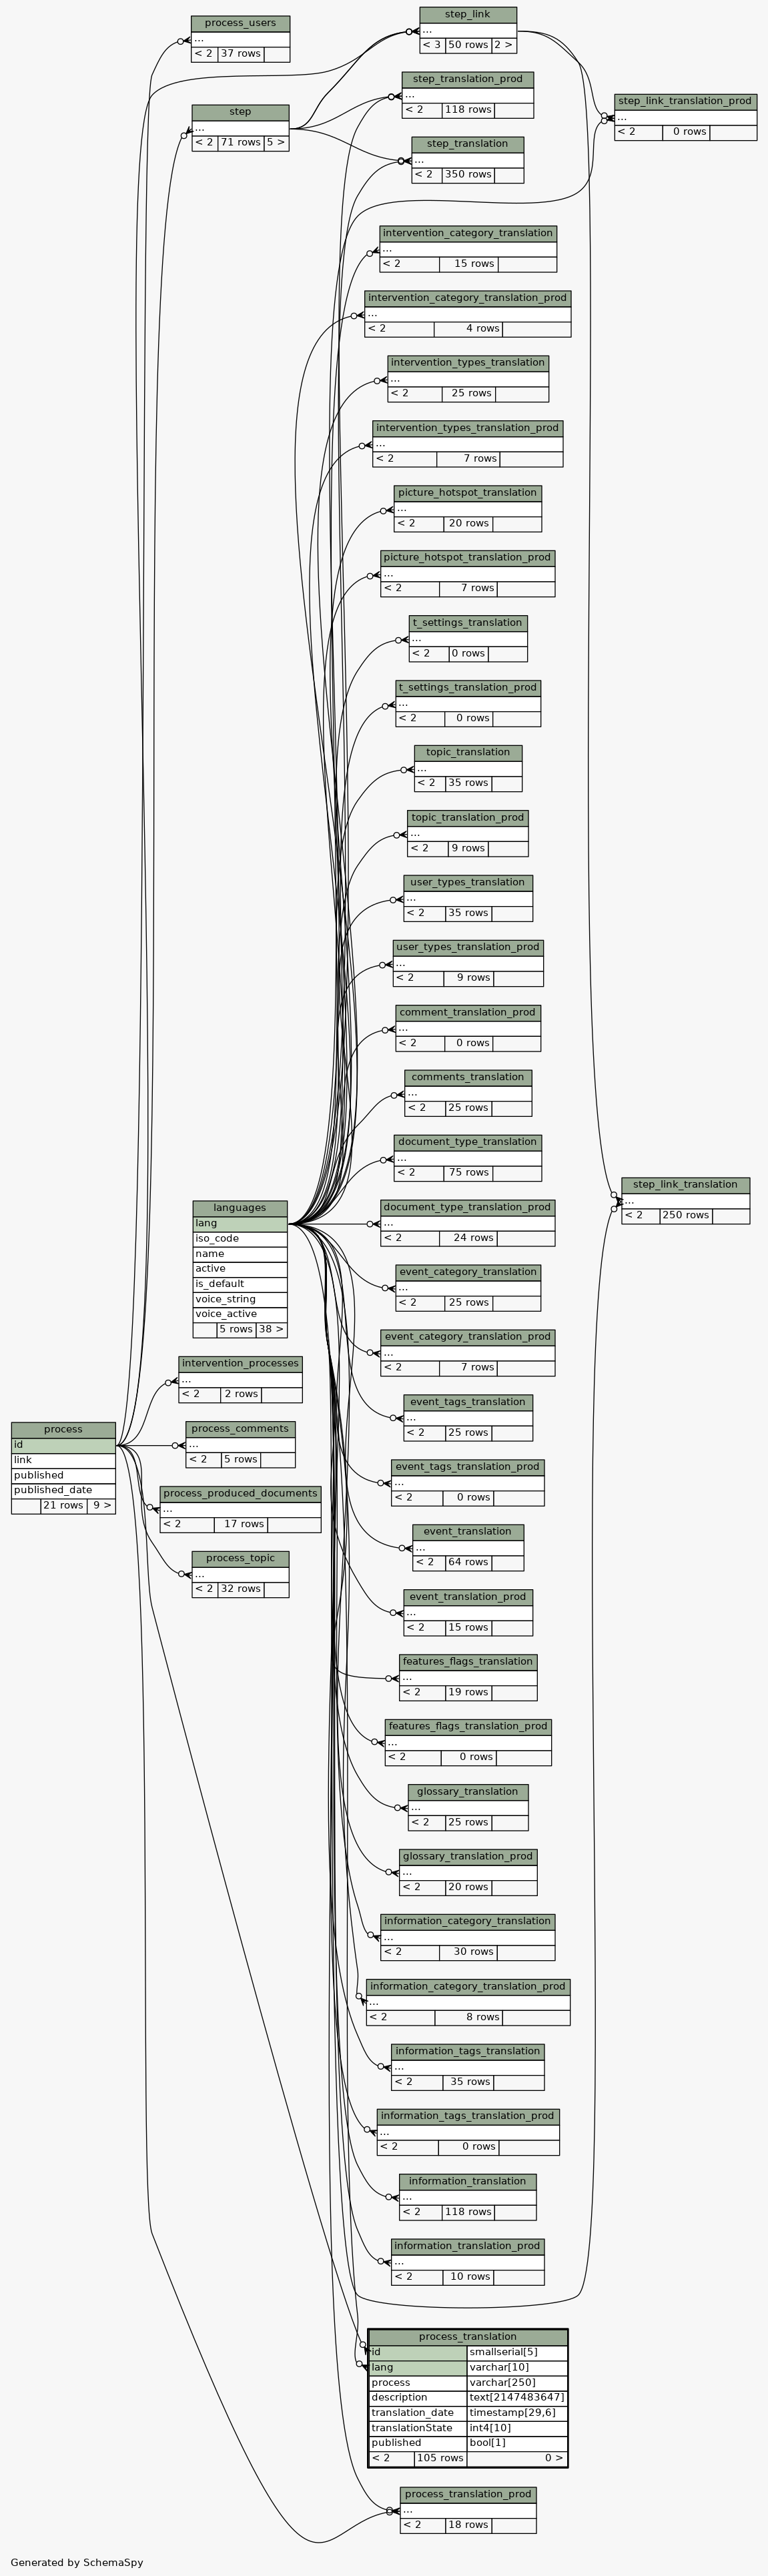 process_users
...
< 2 37 rows
step_link
...
< 3 50 rows 2 >
step_translation_prod
...
< 2 118 rows
step_link_translation_prod
...
< 2 0 rows
step
...
< 2 71 rows 5 >
step_translation
...
< 2 350 rows
intervention_category_translation
...
< 2 15 rows
intervention_category_translation_prod
...
< 2 4 rows
intervention_types_translation
...
< 2 25 rows
intervention_types_translation_prod
...
< 2 7 rows
picture_hotspot_translation
...
< 2 20 rows
picture_hotspot_translation_prod
...
< 2 7 rows
t_settings_translation
...
< 2 0 rows
t_settings_translation_prod
...
< 2 0 rows
topic_translation
...
< 2 35 rows
topic_translation_prod
...
< 2 9 rows
user_types_translation
...
< 2 35 rows
user_types_translation_prod
...
< 2 9 rows
comment_translation_prod
...
< 2 0 rows
comments_translation
...
< 2 25 rows
document_type_translation
...
< 2 75 rows
step_link_translation
...
< 2 250 rows
languages
lang
iso_code
name
active
is_default
voice_string
voice_active
5 rows 38 >
document_type_translation_prod
...
< 2 24 rows
event_category_translation
...
< 2 25 rows
event_category_translation_prod
...
< 2 7 rows
intervention_processes
...
< 2 2 rows
event_tags_translation
...
< 2 25 rows
process
id
link
published
published_date
21 rows 9 >
process_comments
...
< 2 5 rows
event_tags_translation_prod
...
< 2 0 rows
process_produced_documents
...
< 2 17 rows
event_translation
...
< 2 64 rows
process_topic
...
< 2 32 rows
event_translation_prod
...
< 2 15 rows
features_flags_translation
...
< 2 19 rows
features_flags_translation_prod
...
< 2 0 rows
glossary_translation
...
< 2 25 rows
glossary_translation_prod
...
< 2 20 rows
information_category_translation
...
< 2 30 rows
information_category_translation_prod
...
< 2 8 rows
information_tags_translation
...
< 2 35 rows
information_tags_translation_prod
...
< 2 0 rows
information_translation
...
< 2 118 rows
information_translation_prod
...
< 2 10 rows
process_translation
id smallserial[5]
lang varchar[10]
process varchar[250]
description text[2147483647]
translation_date timestamp[29,6]
translationState int4[10]
published bool[1]
< 2 105 rows 0 >
process_translation_prod
...
< 2 18 rows
Generated by SchemaSpy